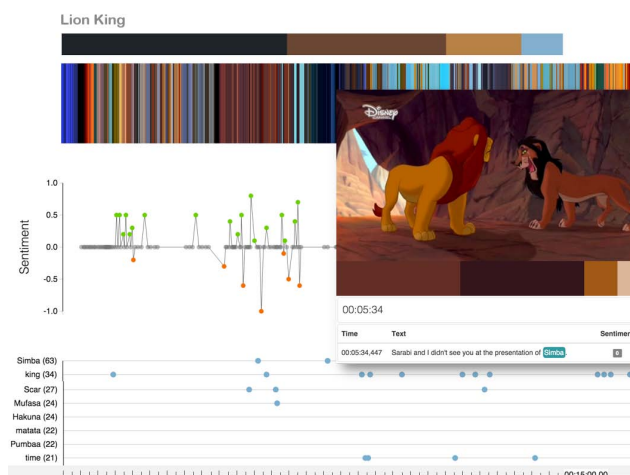 Lion King
Disney
1.0
0.5
0.0
-0.5
-1.0
Sentiment
00:05:34
Time Text Sentimen
00:05:34,447 Sarabi and I didn't see you at the presentation of Simba. 0
Simba (63)
king (34)
Scar (27)
Mufasa (24)
Hakuna (24)
matata (22)
Pumbaa (22)
time (21)
00:15:00,00